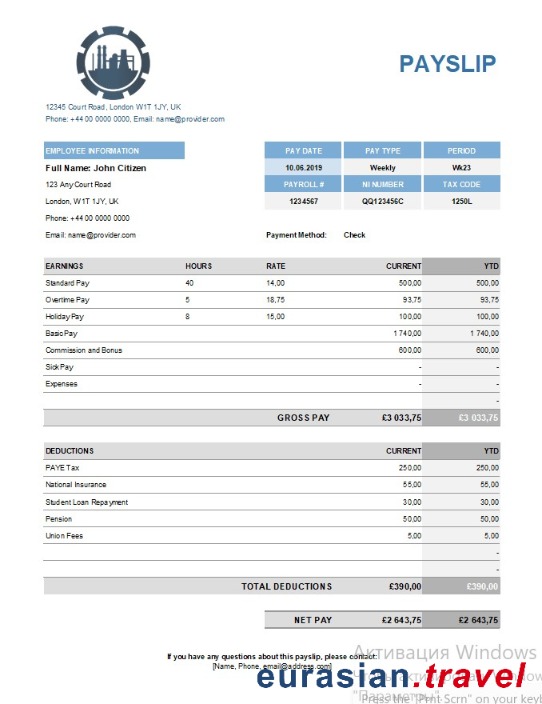 PAYSLIP
12345 Court Road, London W1T 1JY, UK
Phone: +44 00 0000 0000, Email: name@provider.com
EMPLOYEE INFORMATION PAY DATE PAY TYPE PERIOD
Full Name: John Citizen 10.06.2019 Weekly Wk23
123 Any Court Road PAYROLL # NI NUMBER TAX CODE
London, W1T 1JY, UK 1234567 QQ123456C 1250L
Phone: +44 00 0000 0000
Email: name@provider.com Payment Method: Check
EARNINGS HOURS RATE CURRENT YTD
Standard Pay 40 14,00 500,00 500,00
Overtime Pay 5 18,75 93,75 93,75
Holiday Pay 8 15,00 100,00 100,00
Basic Pay 1 740,00 1 740,00
Commission and Bonus 600,00 600,00
Sick Pay - -
Expenses - -
-
GROSS PAY £3 033,75 £3 033,75
DEDUCTIONS CURRENT YTD
PAYE Tax 250,00 250,00
National Insurance 55,00 55,00
Student Loan Repayment 30,00 30,00
Pension 50,00 50,00
Union Fees 5,00 5,00
-
-
TOTAL DEDUCTIONS £390,00 £390,00
NET PAY £2 643,75 £2 643,75
If you have any questions about this payslip, please contact:
[Name, Phone, email@address.com]
Активация Windows
eurasian.travel
"Параметры".
Press the "Print Scrn" on your key